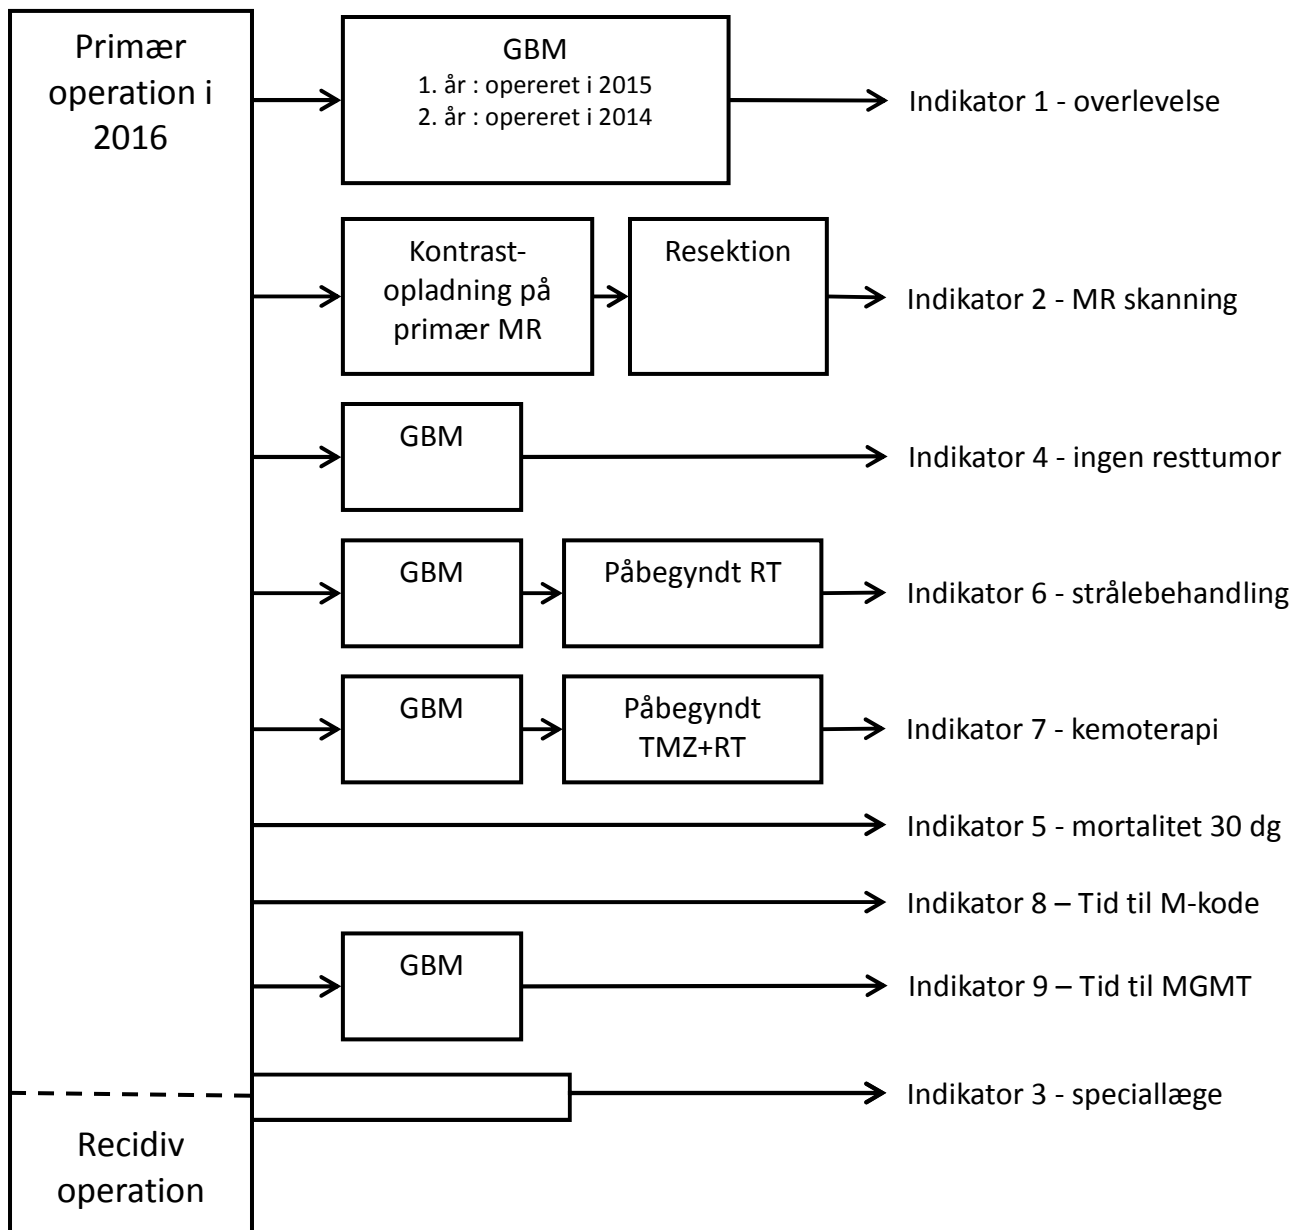 Primær
operation i
2016
GBM
1. år : opereret i 2015
2. år : opereret i 2014
Indikator 1 - overlevelse
Kontrast-
opladning på
primær MR
Resektion
Indikator 2 - MR skanning
GBM
Indikator 4 - ingen resttumor
GBM
Påbegyndt RT
Indikator 6 - strålebehandling
GBM
Påbegyndt
TMZ+RT
Indikator 7 - kemoterapi
Indikator 5 - mortalitet 30 dg
Indikator 8 – Tid til M-kode
GBM
Indikator 9 – Tid til MGMT
Indikator 3 - speciallæge
Recidiv
operation